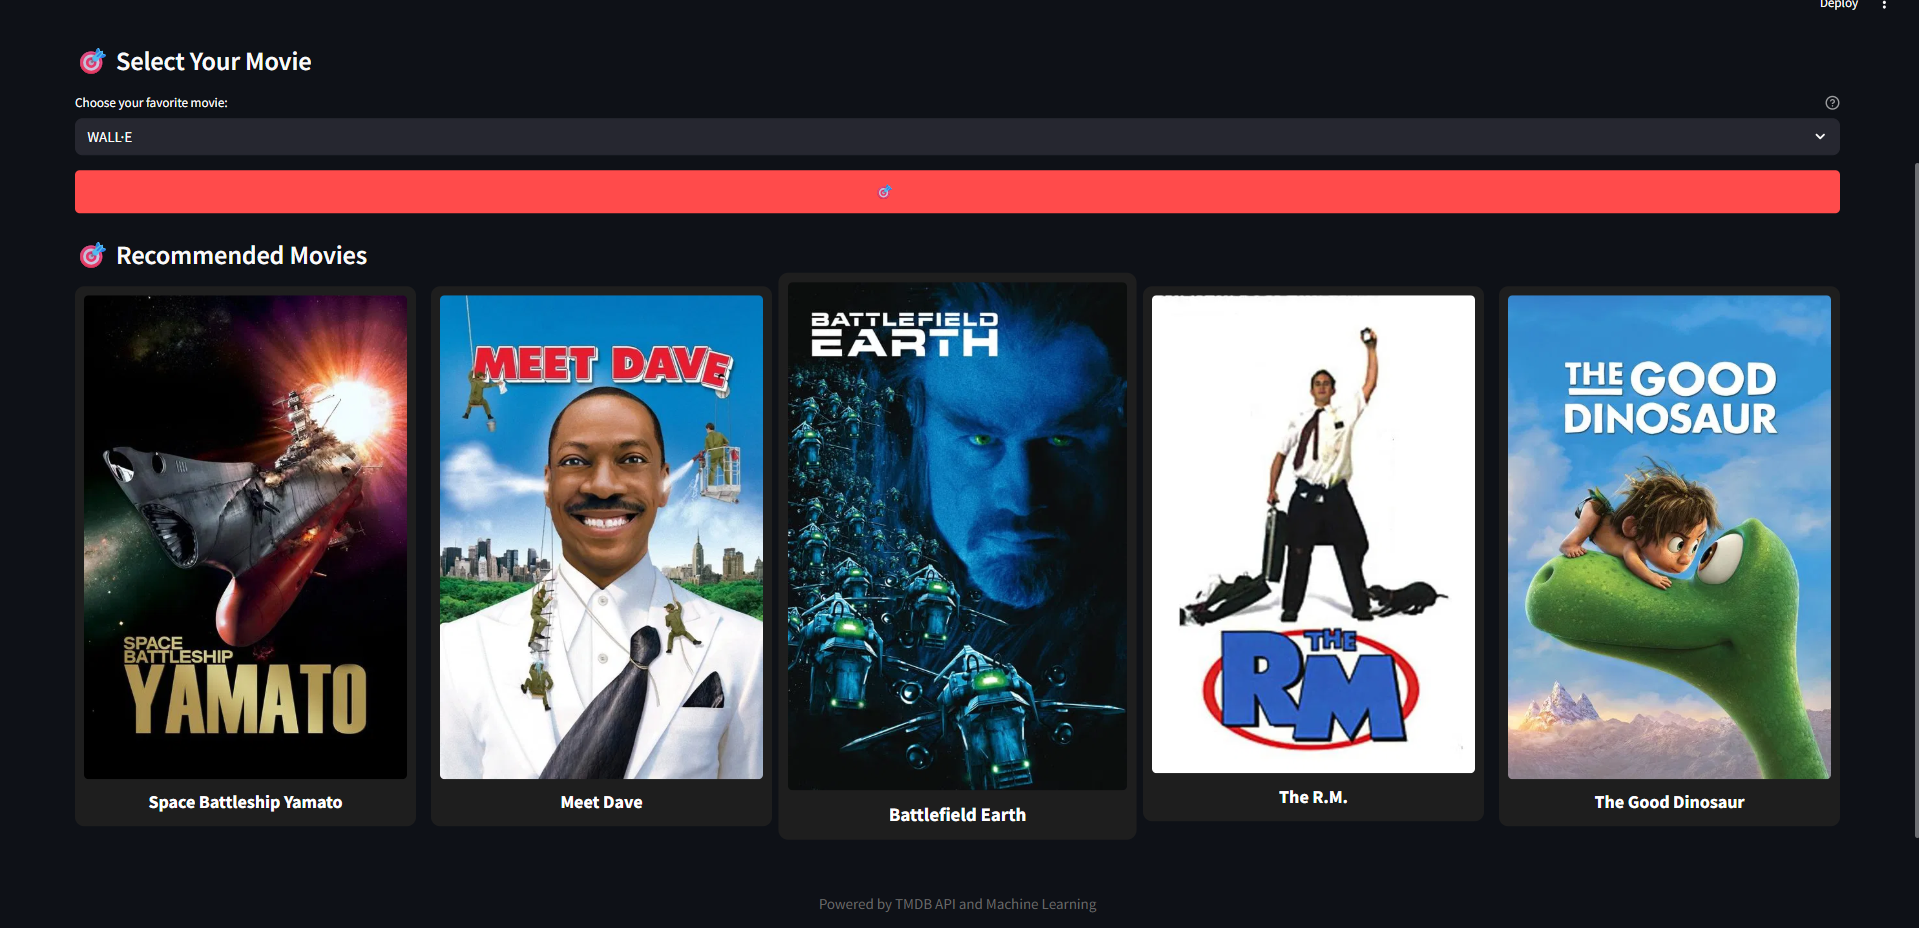 Deploy
Select Your Movie
Choose your favorite movie:
WALL·E
Recommended Movies
SPACE
BATTLESHIP
YAMATO
MEET DAVE
BATTLEFIELD
EARTH
THE
RM
THE GOOD
DINOSAUR
Space Battleship Yamato
Meet Dave
Battlefield Earth
The R.M.
The Good Dinosaur
Powered by TMDB API and Machine Learning